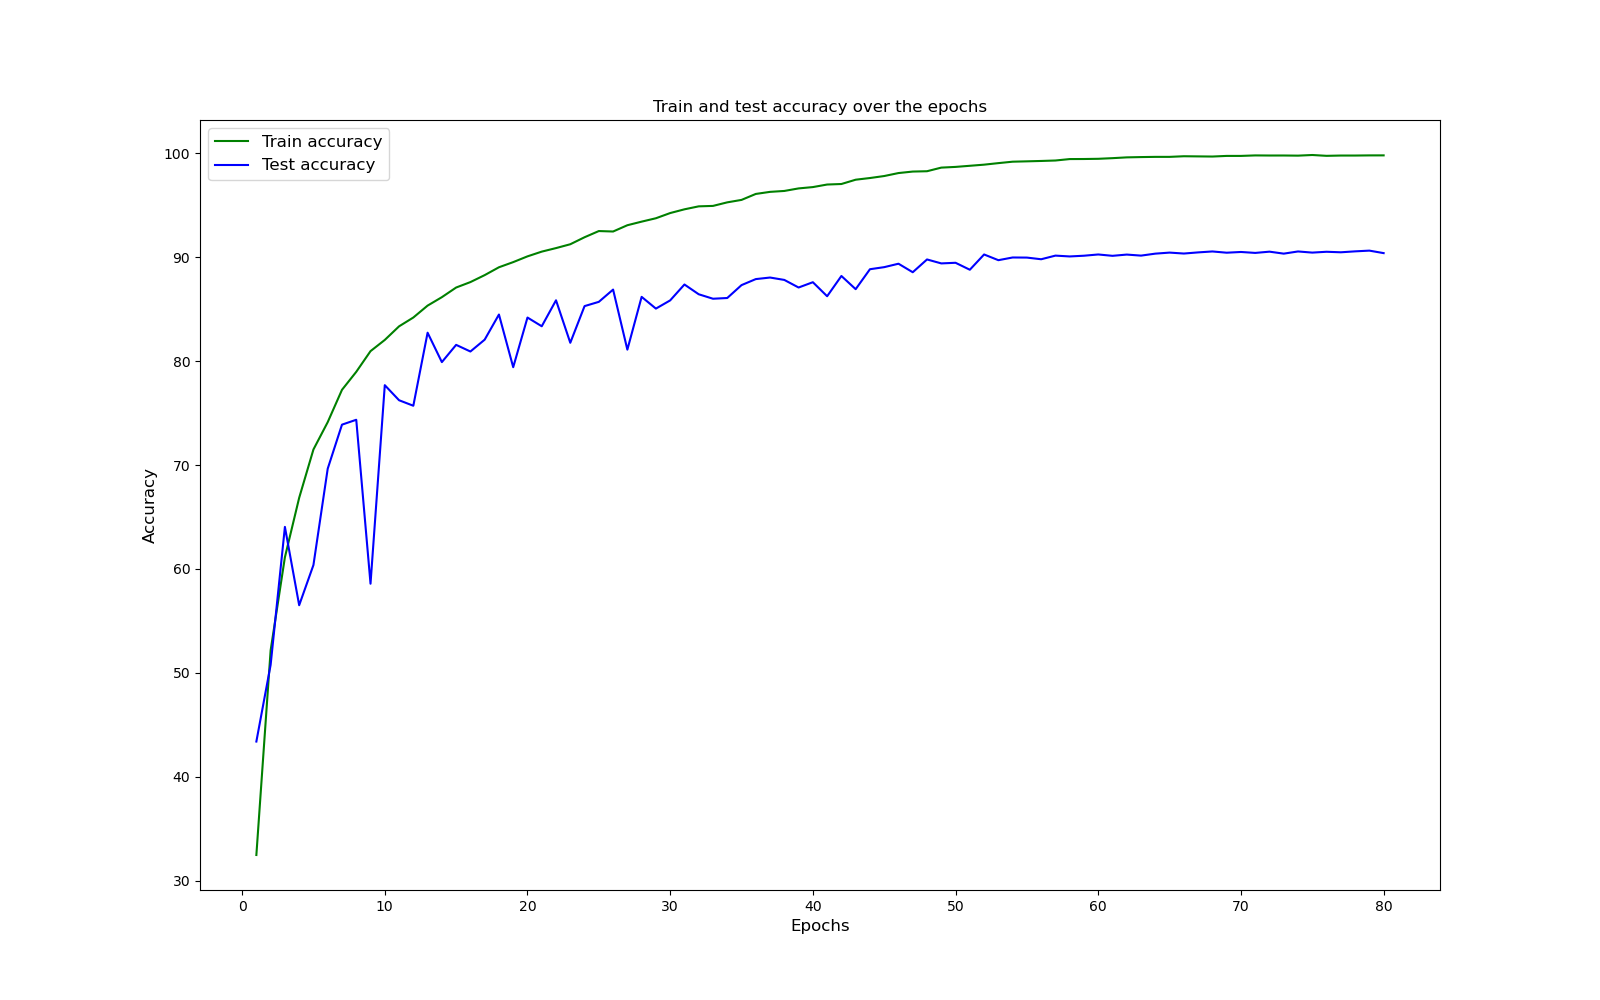 Train and test accuracy over the epochs
Train accuracy
Test accuracy
100
90
80
70
60
50
40
30
Accuracy
0 10 20 30 40 50 60 70 80
Epochs